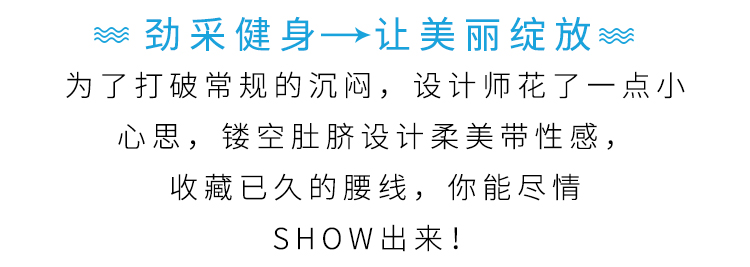 劲采健身→让美丽绽放
为了打破常规的沉闷，设计师花了一点小
心思，镂空肚脐设计柔美带性感，
收藏已久的腰线，你能尽情
SHOW出来！